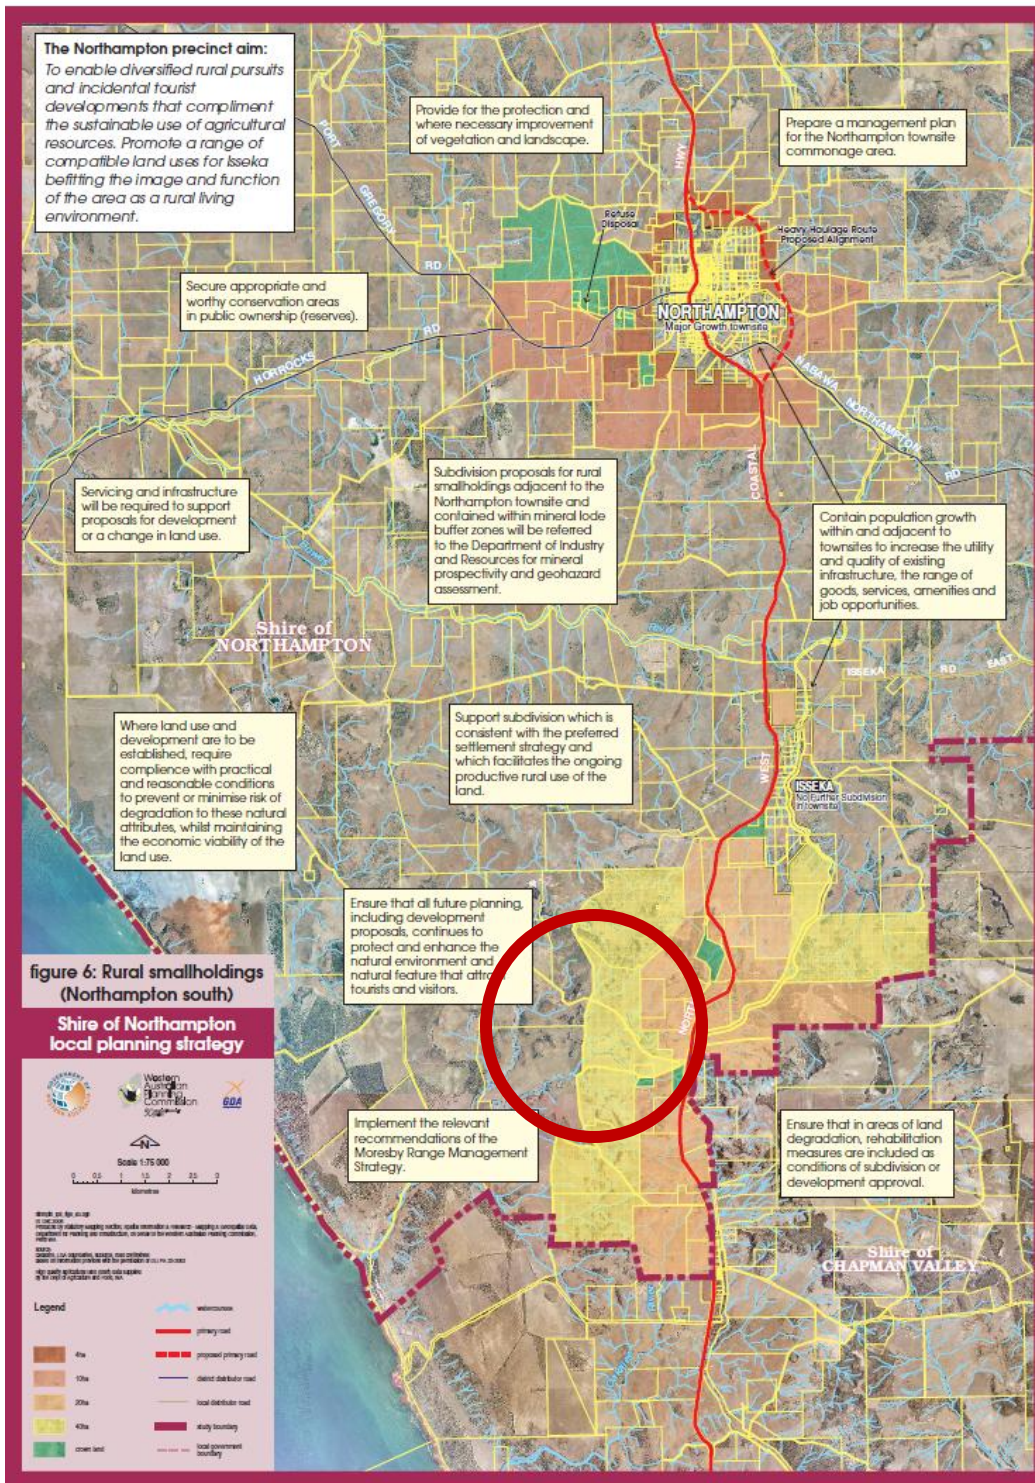 The Northampton precinct aim:
To enable diversified rural pursuits
and incidental tourist
developments that compliment
the sustainable use of agricultural
resources. Promote a range of
compatible land uses for Isseka
befitting the image and function
of the area as a rural living
environment.
Provide for the protection and
where necessary improvement
of vegetation and landscape.
Prepare a management plan
for the Northampton townsite
commonage area.
HWY
PORT
GREGORY
RD
Refuse
Disposal
Heavy Haulage Route
Proposed Alignment
Secure appropriate and
worthy conservation areas
in public ownership (reserves).
NORTHAMPTON
Major Growth townsite
HORROCKS
RD
NABAWA
NORTHAMPTON
RD
COASTAL
Servicing and infrastructure
will be required to support
proposals for development
or a change in land use.
Subdivision proposals for rural
smallholdings adjacent to the
Northampton townsite and
contained within mineral lode
buffer zones will be referred
to the Department of Industry
and Resources for mineral
prospectivity and geohazard
assessment.
Contain population growth
within and adjacent to
townsites to increase the utility
and quality of existing
infrastructure, the range of
goods, services, amenities and
job opportunities.
Shire of
NORTHAMPTON
River
ISSEKA
RD
EAST
Where land use and
development are to be
established, require
complience with practical
and reasonable conditions
to prevent or minimise risk of
degradation to these natural
attributes, whilst maintaining
the economic viability of the
land use.
Support subdivision which is
consistent with the preferred
settlement strategy and
which facilitates the ongoing
productive rural use of the
land.
WEST
ISSEKA
No Further Subdivision
in townsite
Ensure that all future planning,
including development
proposals, continues to
protect and enhance the
natural environment and
natural feature that
tourists and visitors.
NORTH
figure 6: Rural smallholdings
(Northampton south)
Shire of Northampton
local planning strategy
Western
Australian
Planning
Commission
GDA
N
Scale 1:75 000
0 0.5 1 1.5 2 2.5 3
kilometres
Implement the relevant
recommendations of the
Moresby Range Management
Strategy.
Ensure that in areas of land
degradation, rehabilitation
measures are included as
conditions of subdivision or
development approval.
Shire of
CHAPMAN VALLEY
Legend
4ha
10ha
20ha
40ha
crown land
watercourses
primary road
proposed primary road
district distributor road
local distributor road
study boundary
local government
boundary